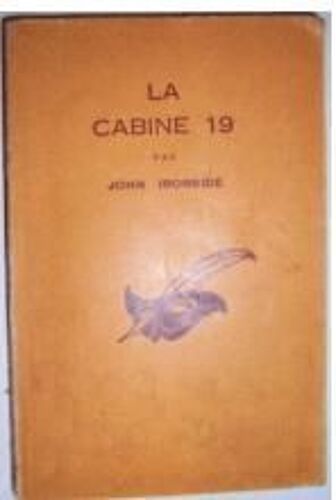 LA
CABINE 19
PAR
JOHN IRONSIDE